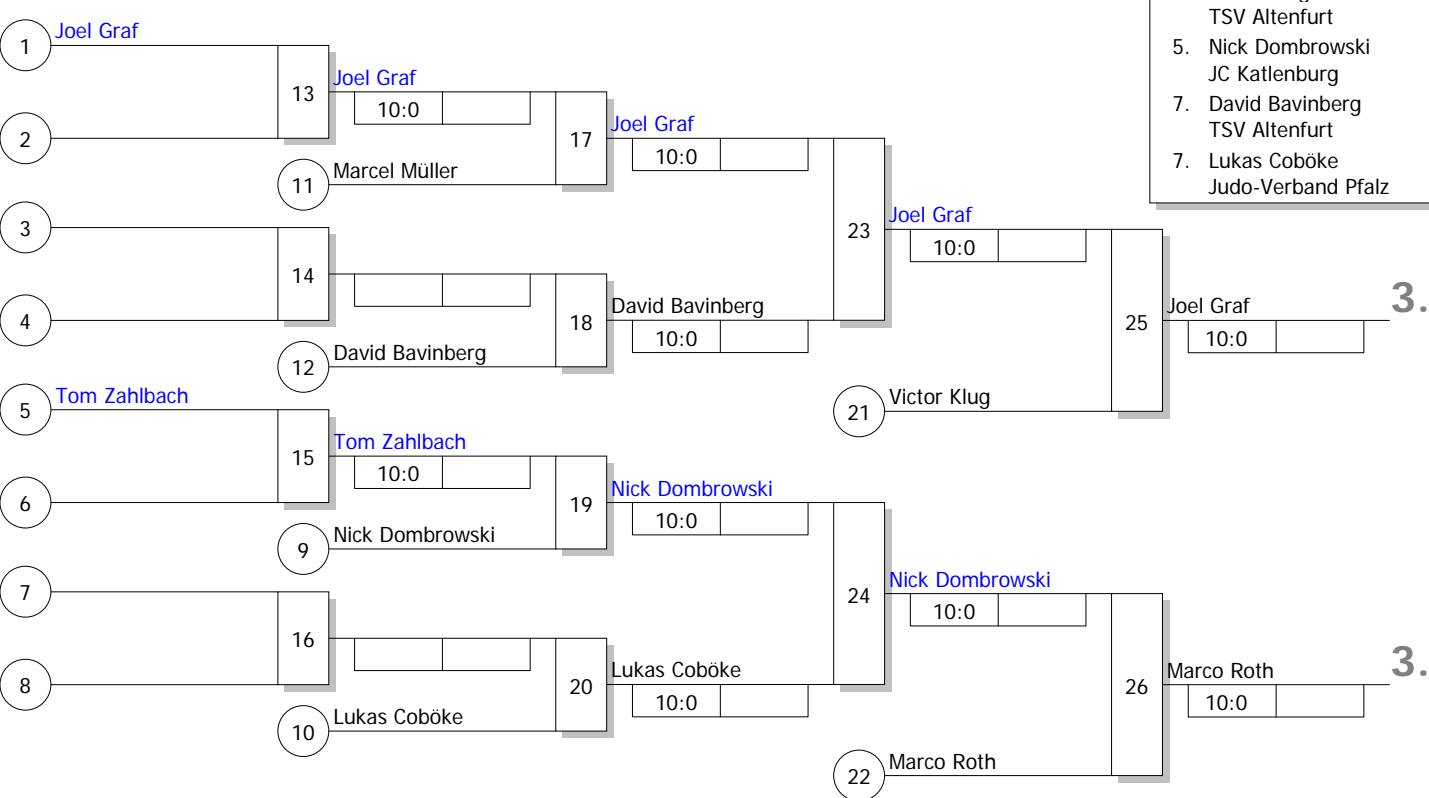 TSV Altenfurt
5. Nick Dombrowski
JC Katlenburg
7. David Bavinberg
TSV Altenfurt
7. Lukas Coböke
Judo-Verband Pfalz
1 Joel Graf
13 Joel Graf
10:0
2
17 Joel Graf
10:0
11 Marcel Müller
3
23 Joel Graf
10:0
14
4
18 David Bavinberg
10:0
25 Joel Graf 3.
10:0
12 David Bavinberg
5 Tom Zahlbach
21 Victor Klug
15 Tom Zahlbach
10:0
6
19 Nick Dombrowski
10:0
9 Nick Dombrowski
7
24 Nick Dombrowski
10:0
16
8
20 Lukas Coböke
10:0
26 Marco Roth 3.
10:0
10 Lukas Coböke
22 Marco Roth